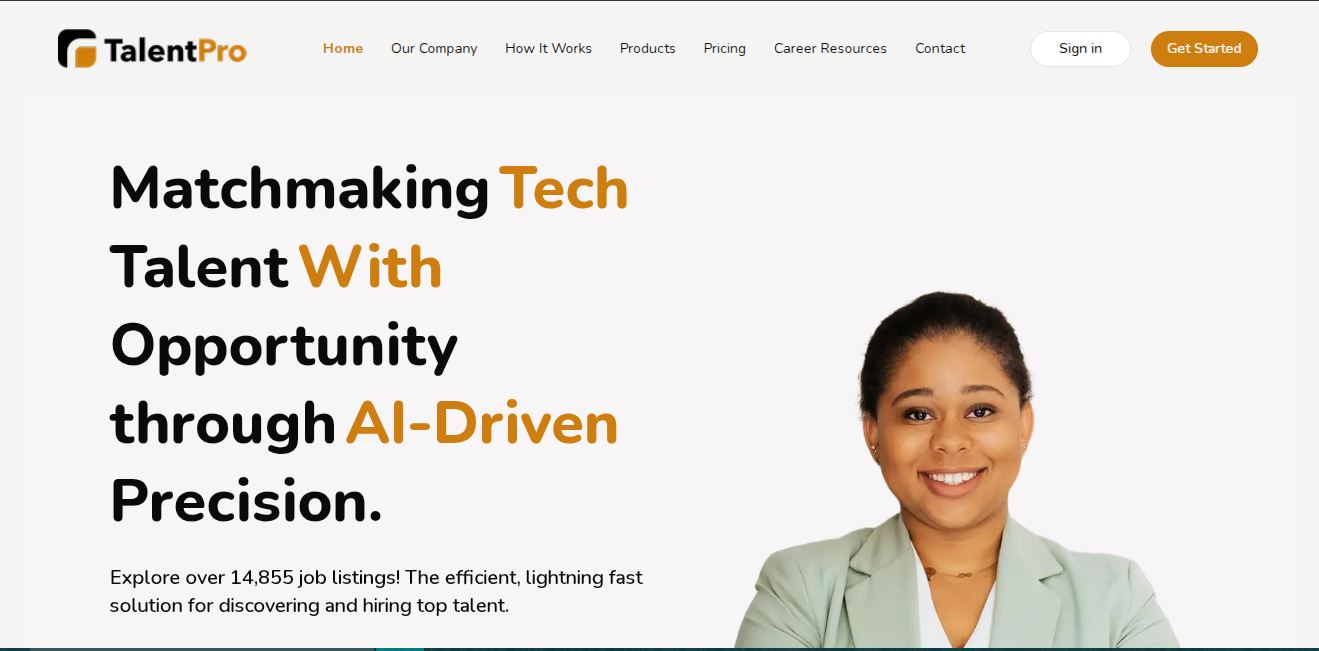 TalentPro
Home
Our Company
How It Works
Products
Pricing
Career Resources
Contact
Sign in
Get Started
Matchmaking Tech
Talent With
Opportunity
through AI-Driven
Precision.
Explore over 14,855 job listings! The efficient, lightning fast
solution for discovering and hiring top talent.